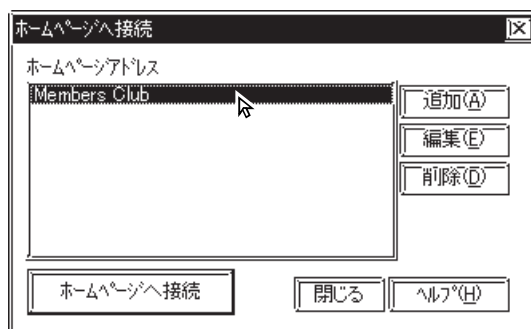 ﾎｰﾑﾍﾟｰｼﾞへ接続
ﾎｰﾑﾍﾟｰｼﾞｱﾄﾞﾚｽ
Members Club
追加(A)
編集(E)
削除(D)
ﾎｰﾑﾍﾟｰｼﾞへ接続
閉じる
ﾍﾙﾌﾟ(H)